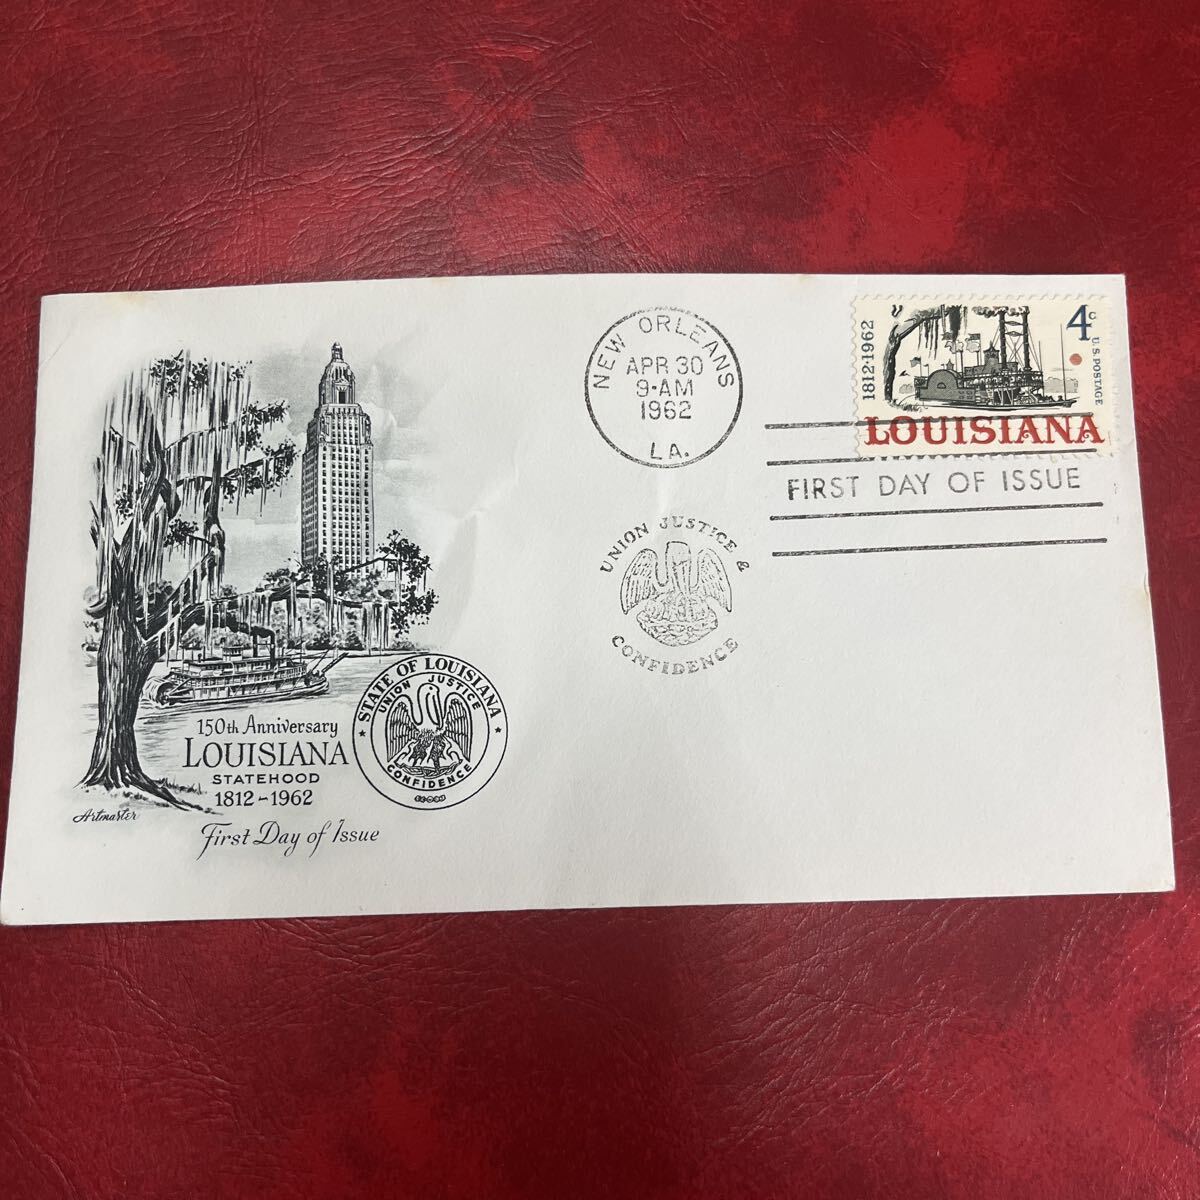 NEW ORLEANS
APR 30
9-AM
1962
LA.
1812·1962
4c
U.S. POSTAGE
LOUISIANA
FIRST DAY OF ISSUE
UNION JUSTICE &
CONFIDENCE
STATE OF LOUISIANA
UNION JUSTICE
CONFIDENCE
150th Anniversary
LOUISIANA
STATEHOOD
1812-1962
Artmaster
First Day of Issue